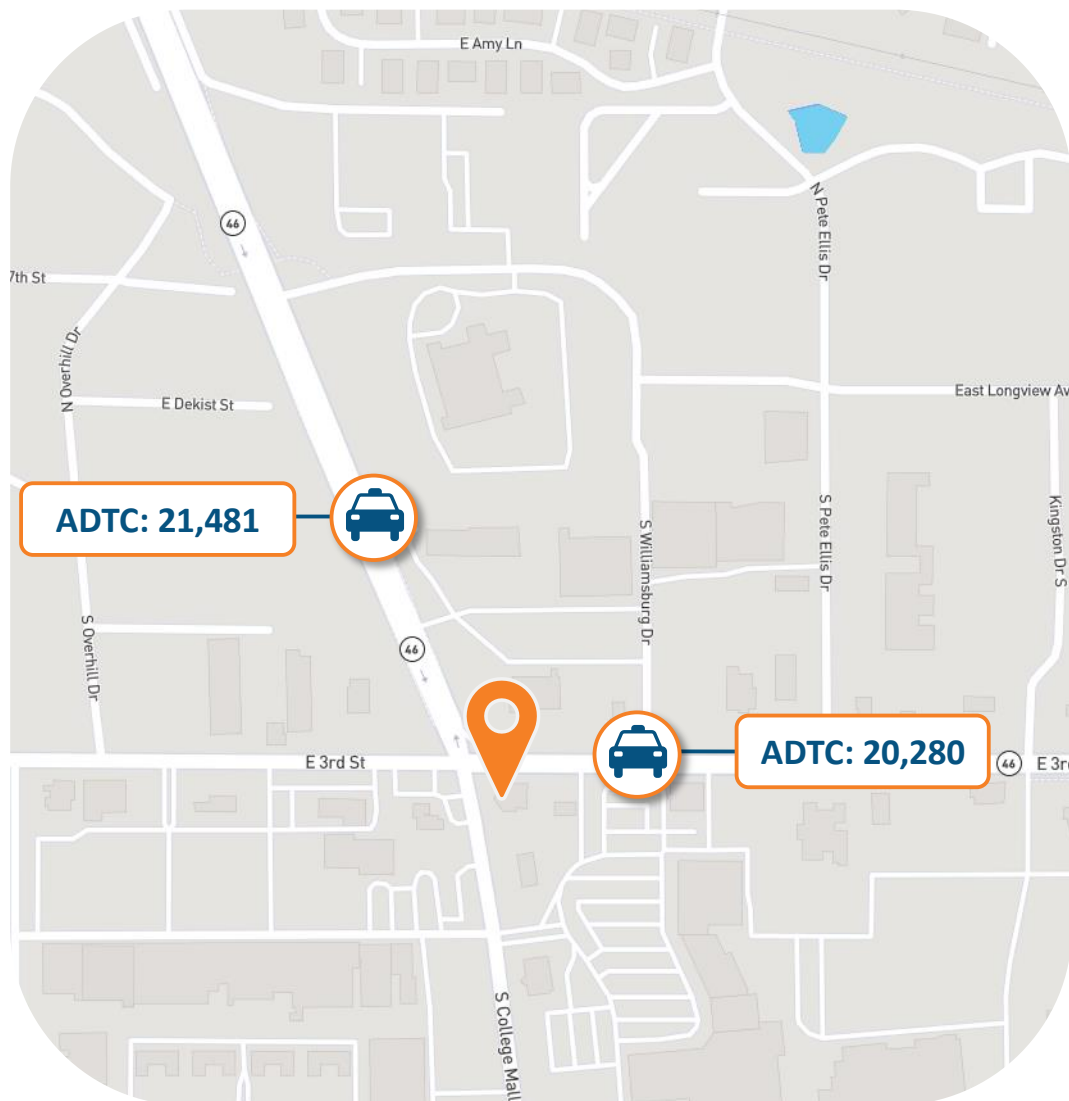 E Amy Ln
N Pete Ellis Dr
46
7th St
N Overhill Dr
E Dekist St
East Longview Av
ADTC: 21,481
S Williamsburg Dr
S Pete Ellis Dr
Kingston Dr S
S Overhill Dr
46
E 3rd St
ADTC: 20,280
46
E 3rd
S College Mall